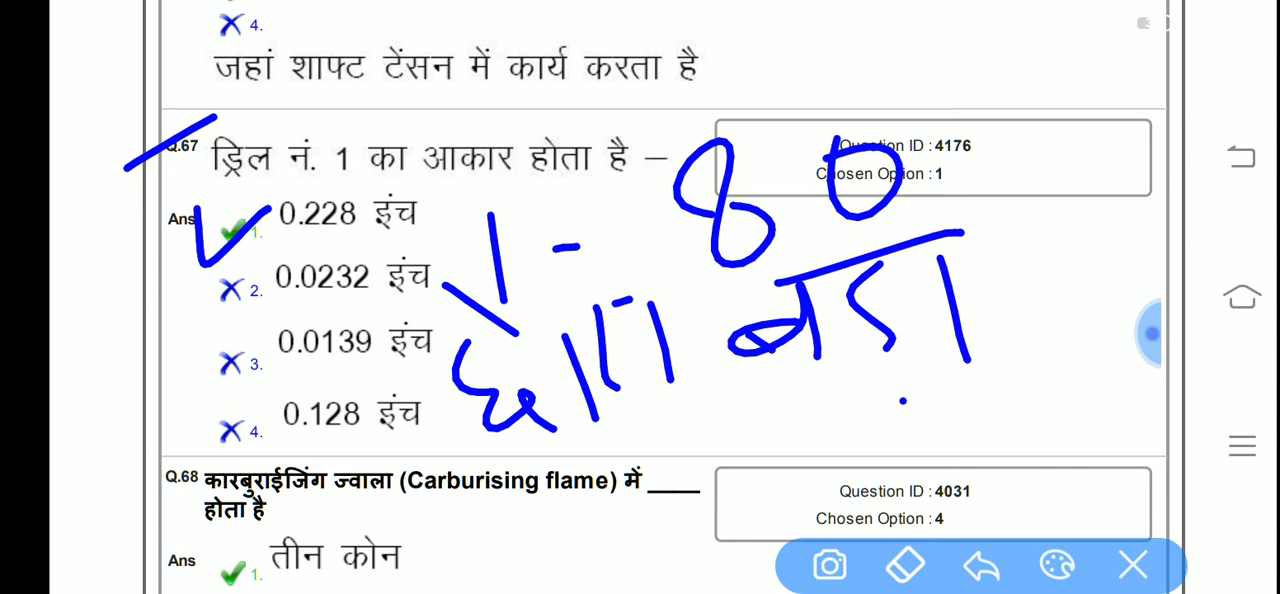 4.
जहां शाफ्ट टेंसन में कार्य करता है
Q.67 ड्रिल नं. 1 का आकार होता है –
Question ID : 4176
Chosen Option : 1
Ans 1. 0.228 इंच
2. 0.0232 इंच
3. 0.0139 इंच
4. 0.128 इंच
1 - 80
Q.68 कारबुराईजिंग ज्वाला (Carburising flame) में ____
होता है
Question ID : 4031
Chosen Option : 4
Ans 1. तीन कोन